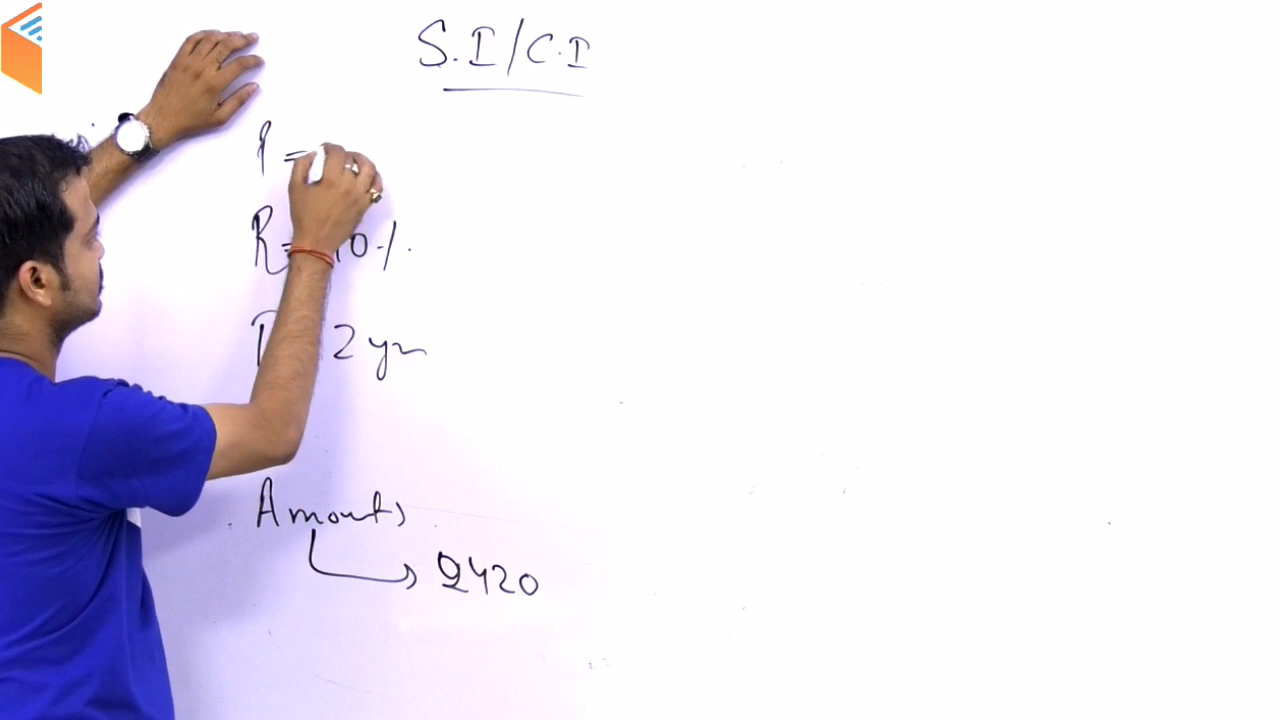 S.I/C.I
P =
R = 10%
2 yr
Amount
2420